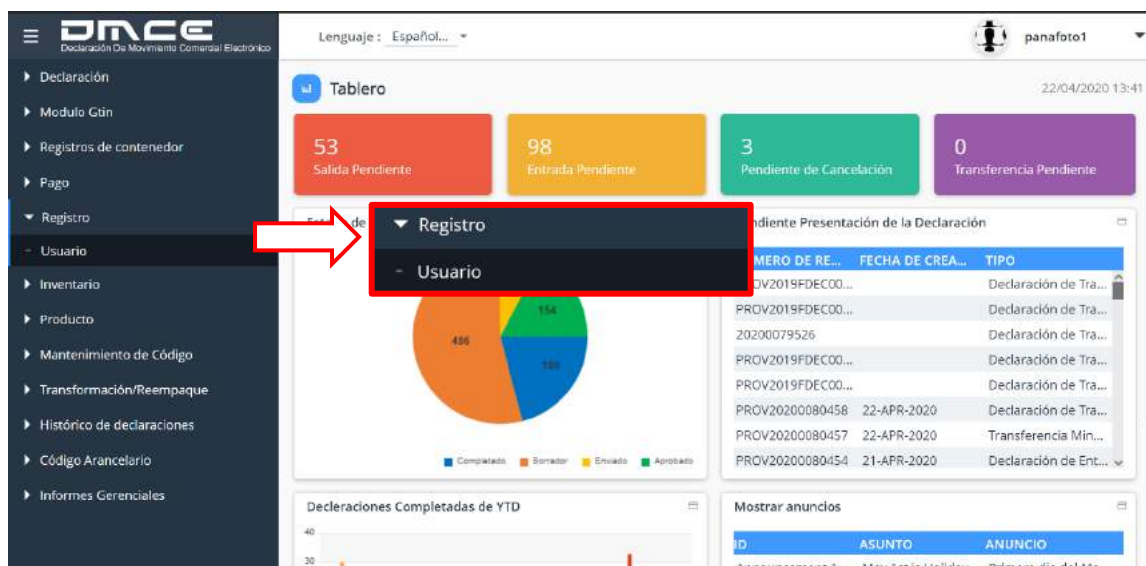 DMCE
Declaración De Movimiento Comercial Electrónico
Lenguaje : Español...
panafoto1
Declaración
Modulo Gtin
Registros de contenedor
Pago
Registro
- Usuario
Inventario
Producto
Mantenimiento de Código
Transformación/Reempaque
Histórico de declaraciones
Código Arancelario
Informes Gerenciales
Tablero
22/04/2020 13:41
53
Salida Pendiente
98
Entrada Pendiente
3
Pendiente de Cancelación
0
Transferencia Pendiente
de
Registro
- Usuario
486
154
Completado Borrador Enviado Aprobado
ndiente Presentación de la Declaración
MERO DE RE... FECHA DE CREA... TIPO
OV2019FDEC00... Declaración de Tra...
PROV2019FDEC00... Declaración de Tra...
20200079526 Declaración de Tra...
PROV2019FDEC00... Declaración de Tra...
PROV2019FDEC00... Declaración de Tra...
PROV20200080458 22-APR-2020 Declaración de Tra...
PROV20200080457 22-APR-2020 Transferencia Min...
PROV20200080454 21-APR-2020 Declaración de Ent...
Decleraciones Completadas de YTD
40
30
Mostrar anuncios
ID ASUNTO ANUNCIO